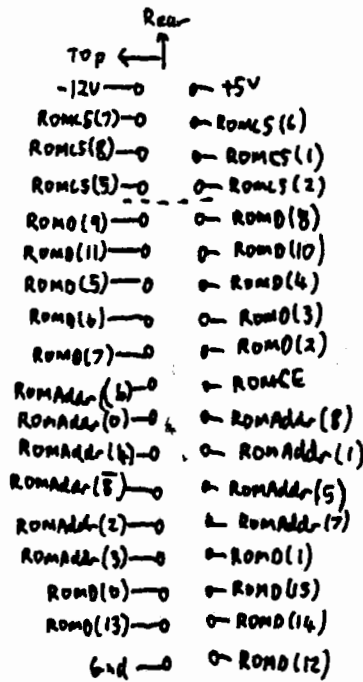 Rear
Top
-12V +5V
ROMCS(7) ROMCS(6)
ROMCS(8) ROMCS(1)
ROMCS(5) ROMCS(2)
ROMD(9) ROMD(8)
ROMD(11) ROMD(10)
ROMD(5) ROMD(4)
ROMD(6) ROMD(3)
ROMD(7) ROMD(2)
ROMAddr(6) ROMCE
ROMAddr(0) ROMAddr(8)
ROMAddr(4) ROMAddr(1)
ROMAddr(8̅) ROMAddr(5)
ROMAddr(2) ROMAddr(7)
ROMAddr(3) ROMD(1)
ROMD(0) ROMD(15)
ROMD(13) ROMD(14)
Gnd ROMD(12)